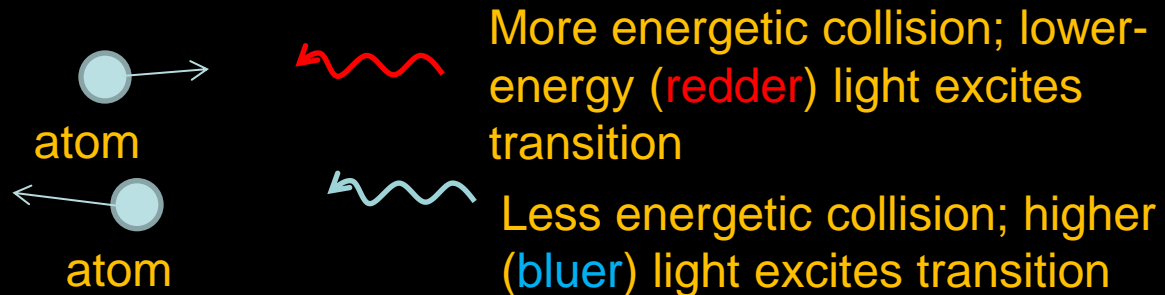 More energetic collision; lower-
energy (redder) light excites
transition
atom
Less energetic collision; higher
(bluer) light excites transition
atom